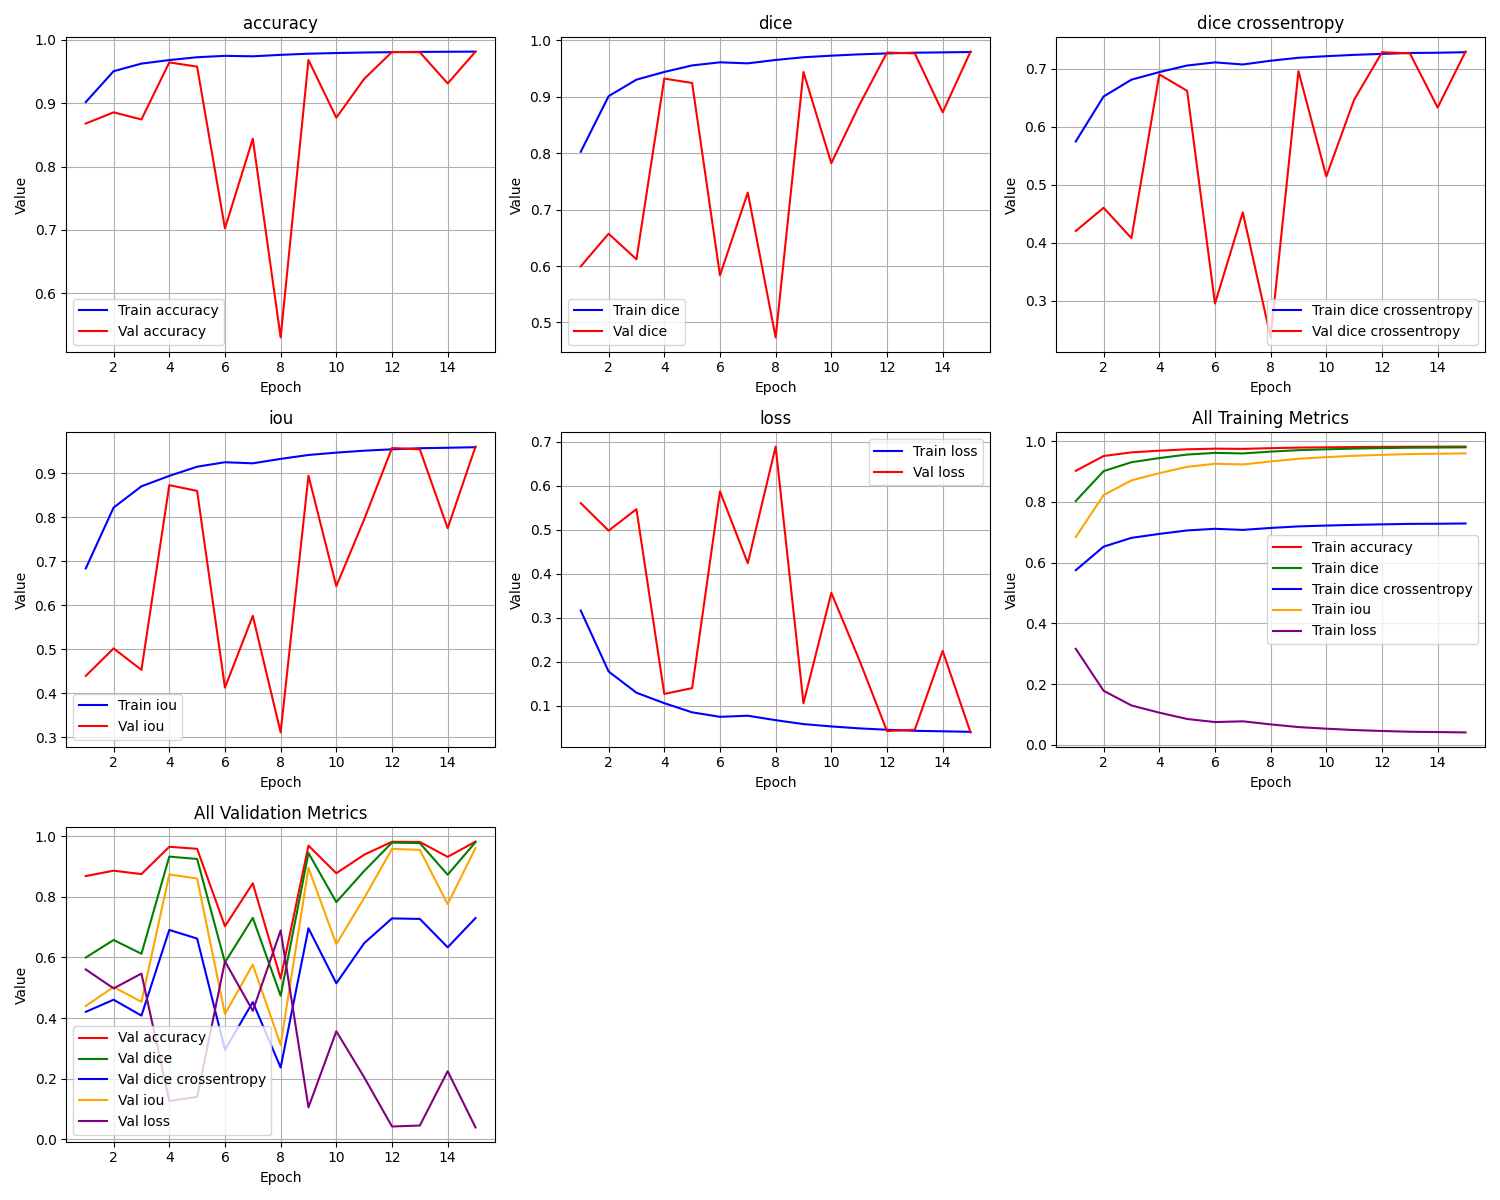 accuracy
1.0
0.9
0.8
0.7
0.6
Value
Train accuracy
Val accuracy
2 4 6 8 10 12 14
Epoch
dice
1.0
0.9
0.8
0.7
0.6
0.5
Value
Train dice
Val dice
2 4 6 8 10 12 14
Epoch
dice crossentropy
0.7
0.6
0.5
0.4
0.3
Value
Train dice crossentropy
Val dice crossentropy
2 4 6 8 10 12 14
Epoch
iou
0.9
0.8
0.7
0.6
0.5
0.4
0.3
Value
Train iou
Val iou
2 4 6 8 10 12 14
Epoch
loss
0.7
0.6
0.5
0.4
0.3
0.2
0.1
Value
Train loss
Val loss
2 4 6 8 10 12 14
Epoch
All Training Metrics
1.0
0.8
0.6
0.4
0.2
0.0
Value
Train accuracy
Train dice
Train dice crossentropy
Train iou
Train loss
2 4 6 8 10 12 14
Epoch
All Validation Metrics
1.0
0.8
0.6
0.4
0.2
0.0
Value
Val accuracy
Val dice
Val dice crossentropy
Val iou
Val loss
2 4 6 8 10 12 14
Epoch